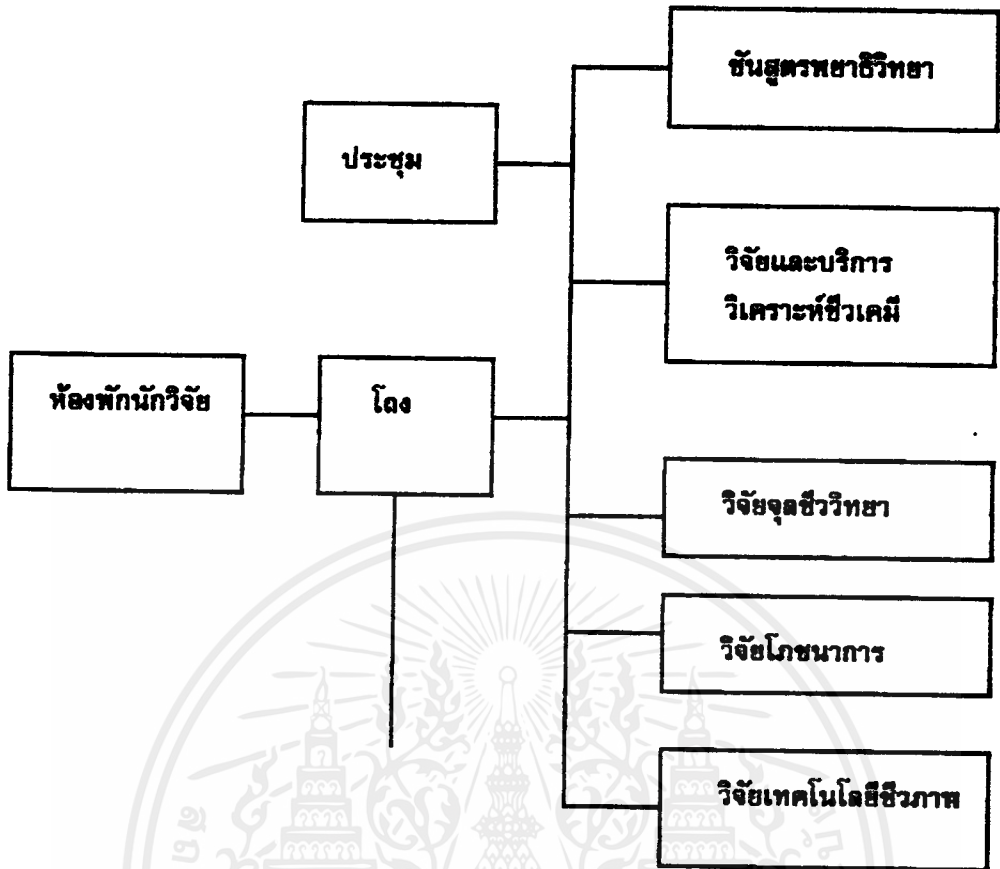 ชันสูตรพยาธิวิทยา
ประชุม
วิจัยและบริการ
วิเคราะห์ชีวเคมี
ห้องพักนักวิจัย
โถง
วิจัยจุลชีววิทยา
วิจัยโภชนาการ
วิจัยเทคโนโลยีชีวภาพ